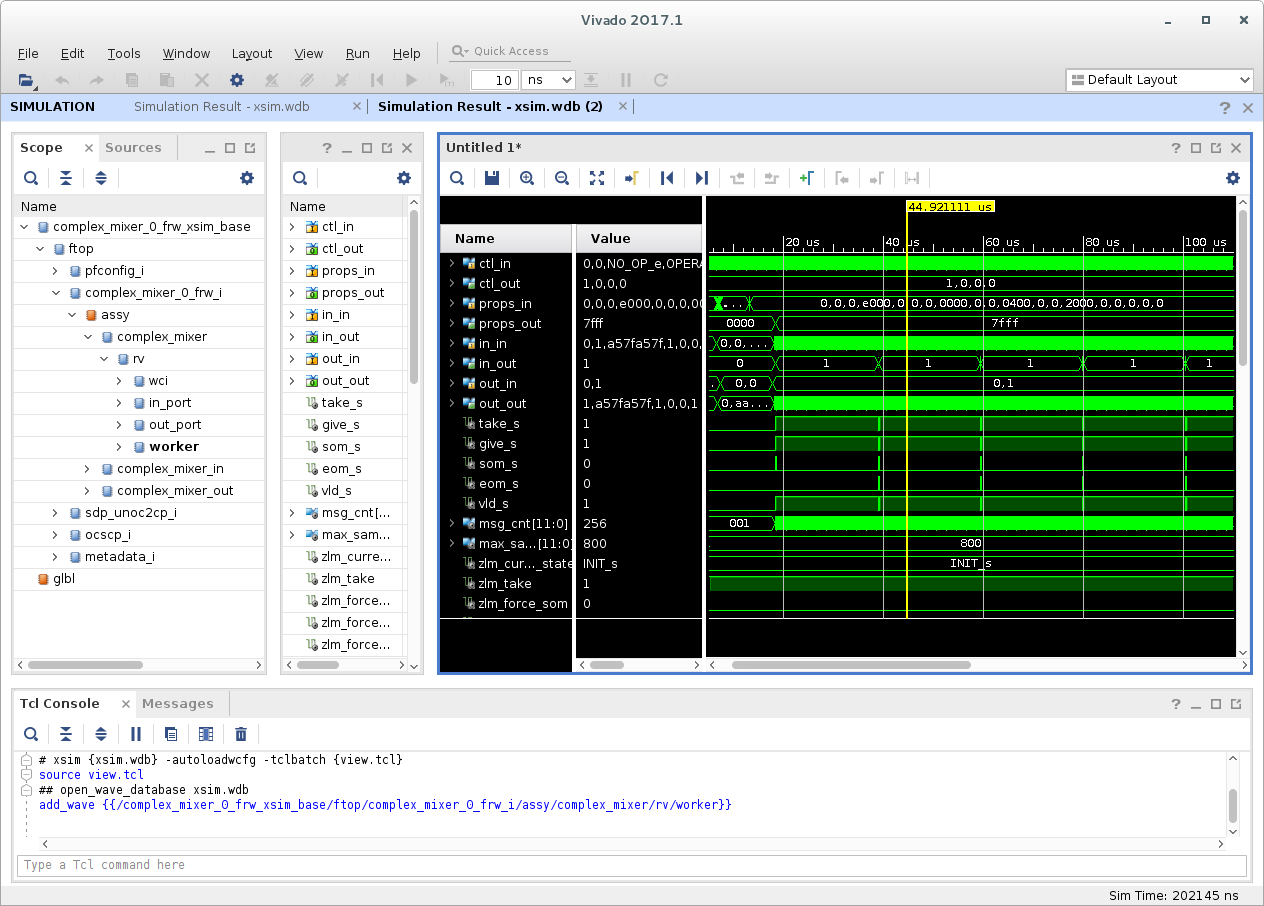 Vivado 2017.1
File Edit Tools Window Layout View Run Help Quick Access
10 ns Default Layout
SIMULATION Simulation Result - xsim.wdb Simulation Result - xsim.wdb (2)
Scope Sources
Name
complex_mixer_0_frw_xsim_base
ftop
pfconfig_i
complex_mixer_0_frw_i
assy
complex_mixer
rv
wci
in_port
out_port
worker
complex_mixer_in
complex_mixer_out
sdp_unoc2cp_i
ocscp_i
metadata_i
glbl
Name
ctl_in
ctl_out
props_in
props_out
in_in
in_out
out_in
out_out
take_s
give_s
som_s
eom_s
vld_s
msg_cnt[...
max_sam...
zlm_curre...
zlm_take
zlm_force...
zlm_force...
zlm_force...
Untitled 1*
44.921111 us
Name Value
20 us 40 us 60 us 80 us 100 us
ctl_in 0,0,NO_OP_e,OPERA
ctl_out 1,0,0,0 1,0,0,0
props_in 0,0,0,e000,0,0,0,00 ... 0,0,0,e000,0,0,0,0000,0,0,0400,0,0,2000,0,0,0,0,0
props_out 7fff 0000 7fff
in_in 0,1,a57fa57f,1,0,0, 0,0,...
in_out 1 0 1 1 1 1 1
out_in 0,1 . 0,0 0,1
out_out 1,a57fa57f,1,0,0,1 0,aa...
take_s 1
give_s 1
som_s 0
eom_s 0
vld_s 1
msg_cnt[11:0] 256 001
max_sa...[11:0] 800 800
zlm_cur..._state INIT_s INIT_s
zlm_take 1
zlm_force_som 0
Tcl Console Messages
# xsim {xsim.wdb} -autoloadwcfg -tclbatch {view.tcl}
source view.tcl
## open_wave_database xsim.wdb
add_wave {{/complex_mixer_0_frw_xsim_base/ftop/complex_mixer_0_frw_i/assy/complex_mixer/rv/worker}}
Type a Tcl command here
Sim Time: 202145 ns